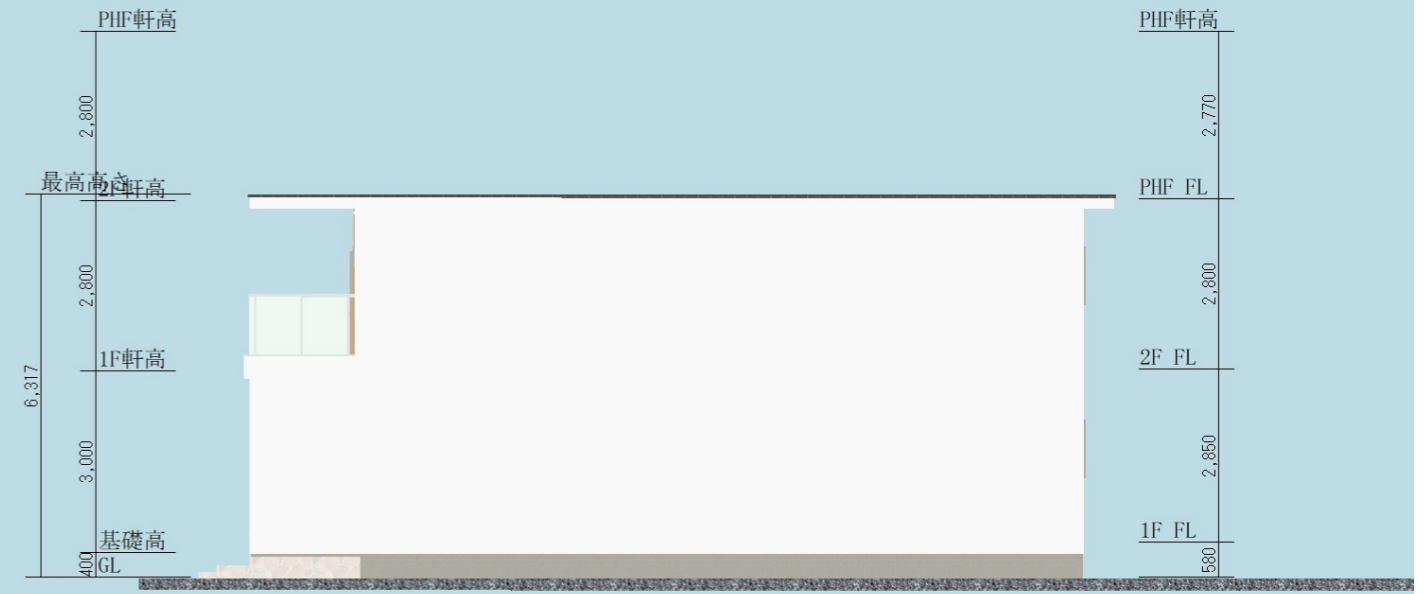 PHF軒高
2,800
最高高さ
2F軒高
2,800
1F軒高
6,317
3,000
基礎高
400
GL
PHF軒高
2,770
PHF FL
2,800
2F FL
2,850
1F FL
580